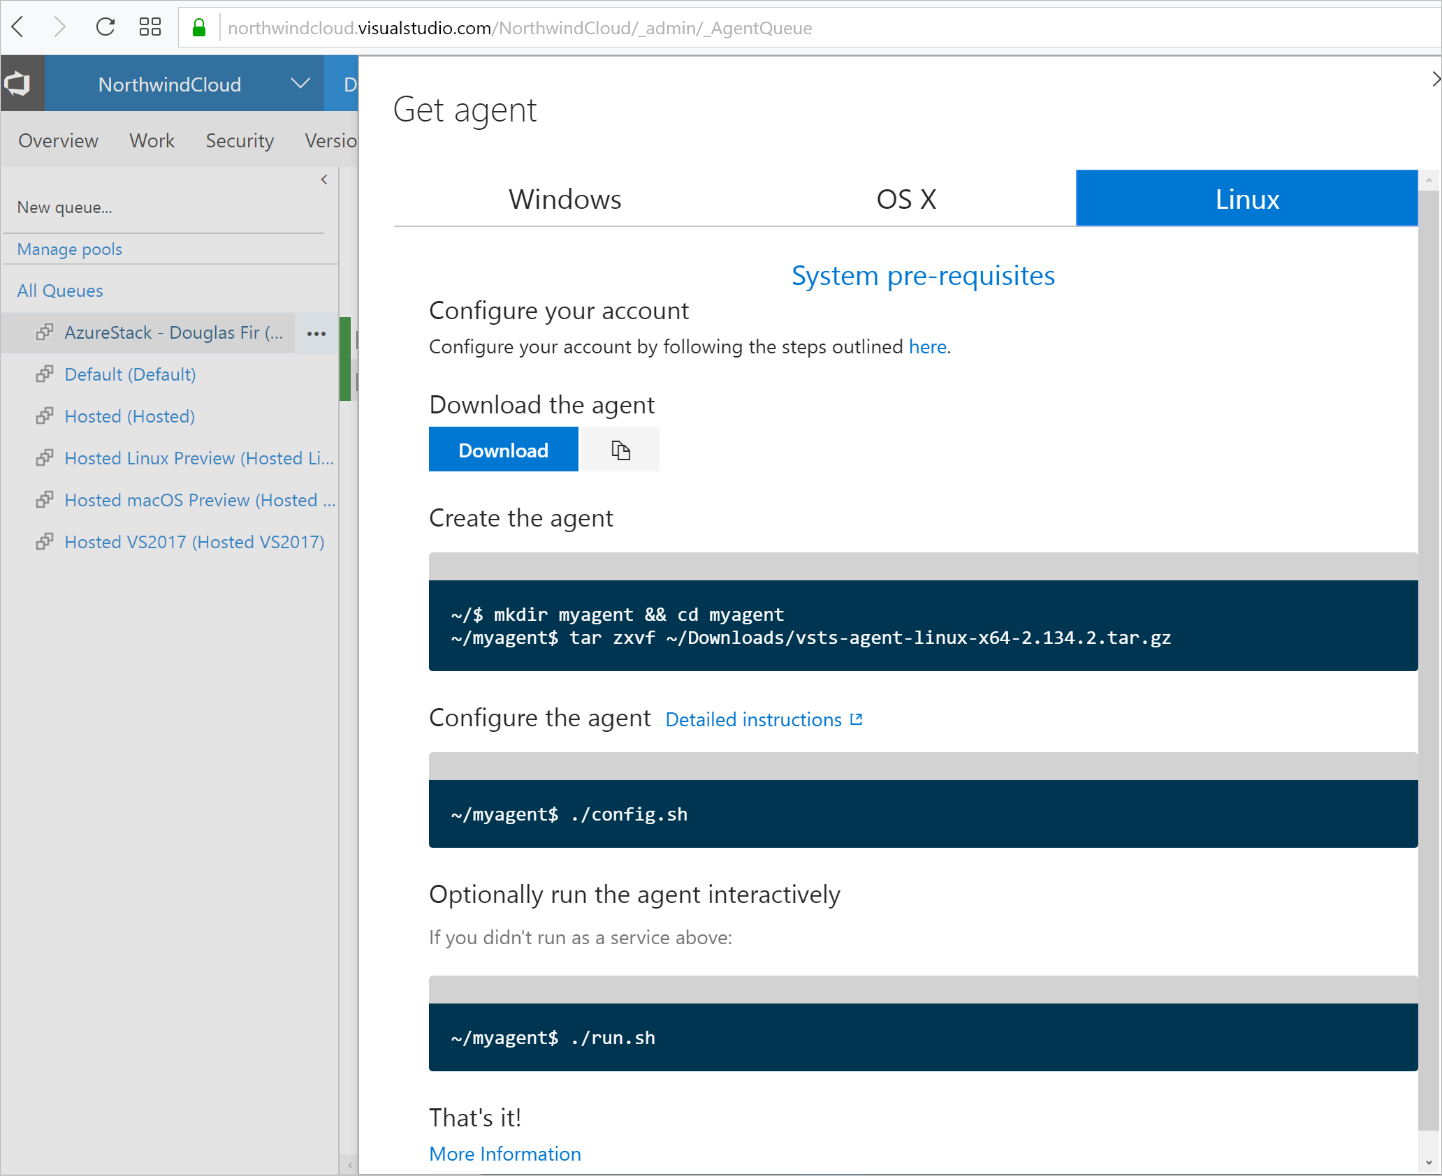 northwindcloud.visualstudio.com/NorthwindCloud/_admin/_AgentQueue
NorthwindCloud
D
Overview Work Security Versio
New queue...
Manage pools
All Queues
AzureStack - Douglas Fir (...
Default (Default)
Hosted (Hosted)
Hosted Linux Preview (Hosted Li...
Hosted macOS Preview (Hosted ...
Hosted VS2017 (Hosted VS2017)
Get agent
Windows OS X Linux
System pre-requisites
Configure your account
Configure your account by following the steps outlined here.
Download the agent
Download
Create the agent
~/$ mkdir myagent && cd myagent
~/myagent$ tar zxvf ~/Downloads/vsts-agent-linux-x64-2.134.2.tar.gz
Configure the agent Detailed instructions
~/myagent$ ./config.sh
Optionally run the agent interactively
If you didn't run as a service above:
~/myagent$ ./run.sh
That's it!
More Information